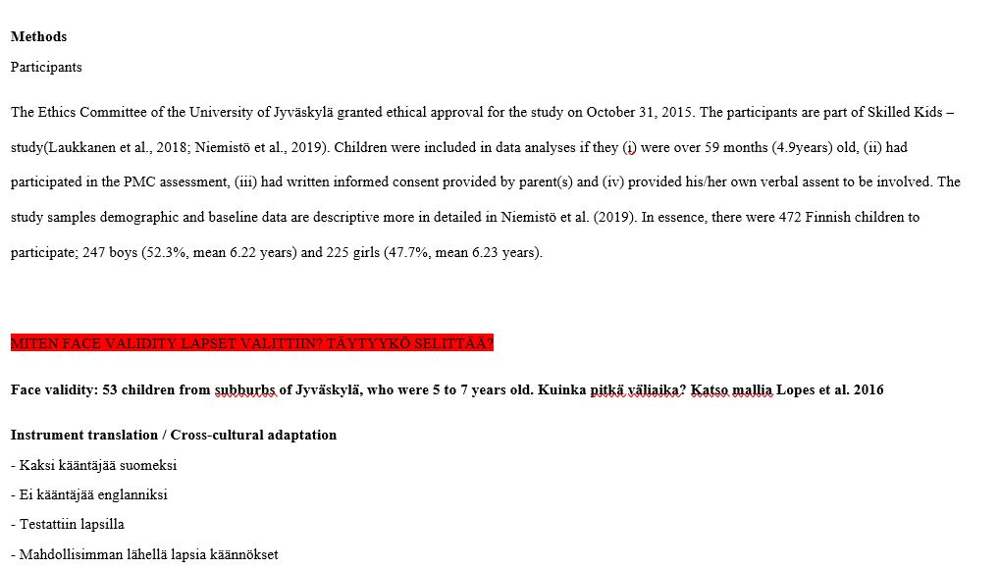 Methods
Participants
The Ethics Committee of the University of Jyväskylä granted ethical approval for the study on October 31, 2015. The participants are part of Skilled Kids –
study(Laukkanen et al., 2018; Niemistö et al., 2019). Children were included in data analyses if they (i) were over 59 months (4.9years) old, (ii) had
participated in the PMC assessment, (iii) had written informed consent provided by parent(s) and (iv) provided his/her own verbal assent to be involved. The
study samples demographic and baseline data are descriptive more in detailed in Niemistö et al. (2019). In essence, there were 472 Finnish children to
participate; 247 boys (52.3%, mean 6.22 years) and 225 girls (47.7%, mean 6.23 years).
MITEN FACE VALIDITY LAPSET VALITTIIN? TÄYTYYKÖ SELITTÄÄ?
Face validity: 53 children from subburbs of Jyväskylä, who were 5 to 7 years old. Kuinka pitkä väliaika? Katso mallia Lopes et al. 2016
Instrument translation / Cross-cultural adaptation
- Kaksi kääntäjää suomeksi
- Ei kääntäjää englanniksi
- Testattiin lapsilla
- Mahdollisimman lähellä lapsia käännökset